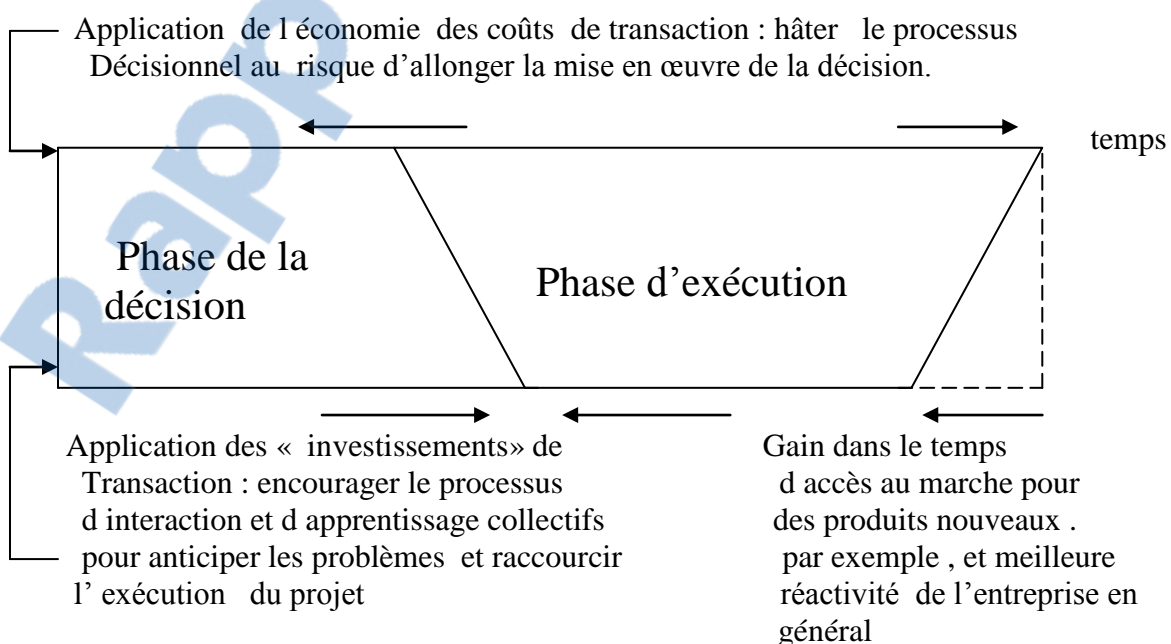 Application de l économie des coûts de transaction : hâter le processus
Décisionnel au risque d’allonger la mise en œuvre de la décision.
temps
Phase de la
décision
Phase d’exécution
Application des « investissements» de
Transaction : encourager le processus
d interaction et d apprentissage collectifs
pour anticiper les problèmes et raccourcir
l’ exécution du projet
Gain dans le temps
d accès au marche pour
des produits nouveaux .
par exemple , et meilleure
réactivité de l’entreprise en
général
Rapp